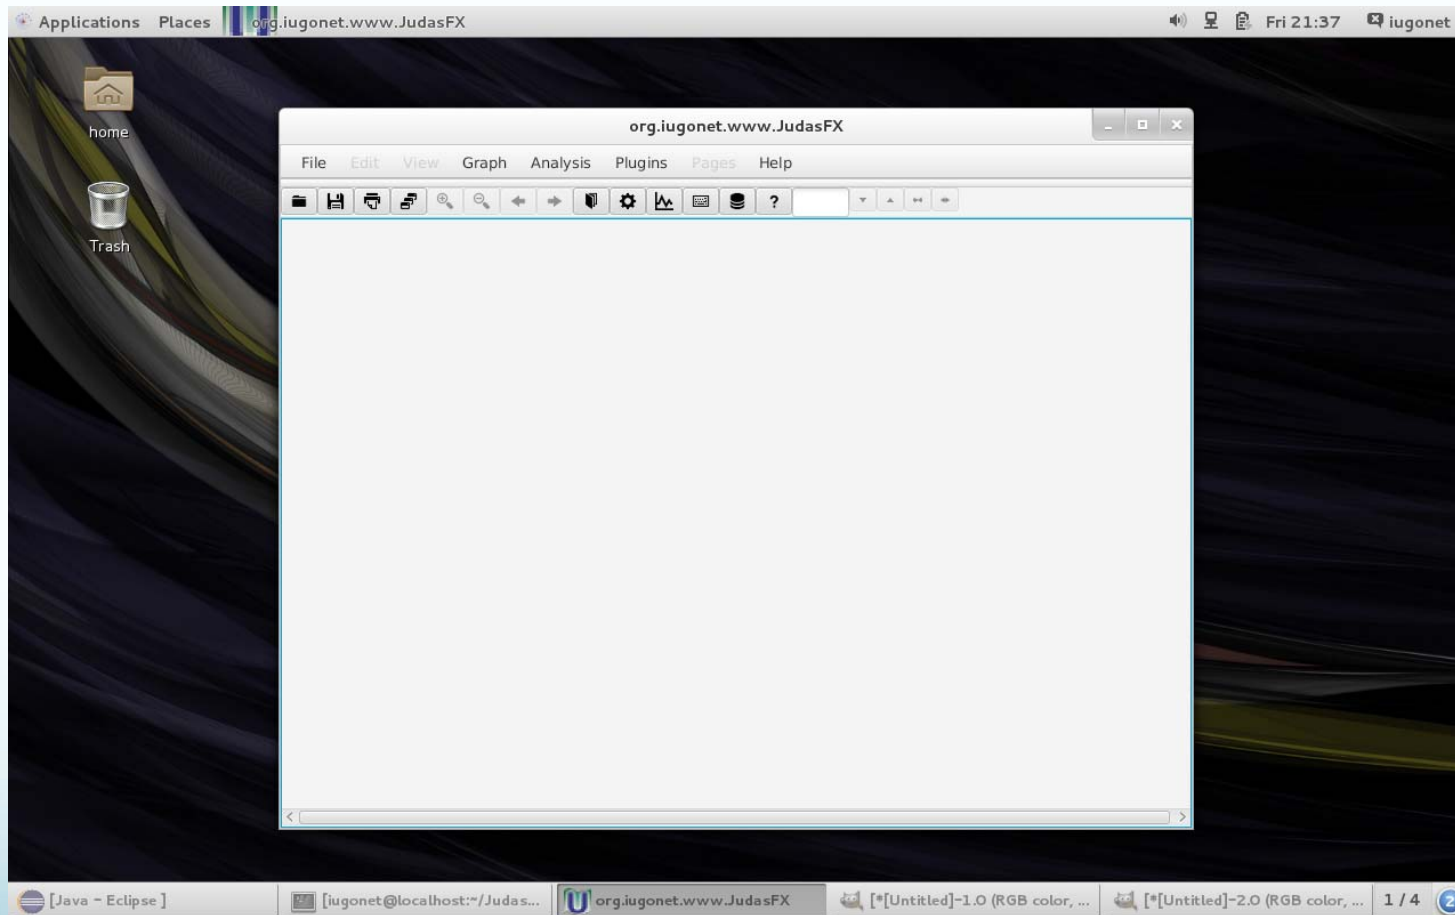 Applications Places org.iugonet.www.JudasFX Fri 21:37 iugonet
home
Trash
org.iugonet.www.JudasFX
File Edit View Graph Analysis Plugins Pages Help
?
[Java - Eclipse ] [iugonet@localhost:~/Judas... org.iugonet.www.JudasFX [*[Untitled]-1.0 (RGB color, ... [*[Untitled]-2.0 (RGB color, ... 1 / 4